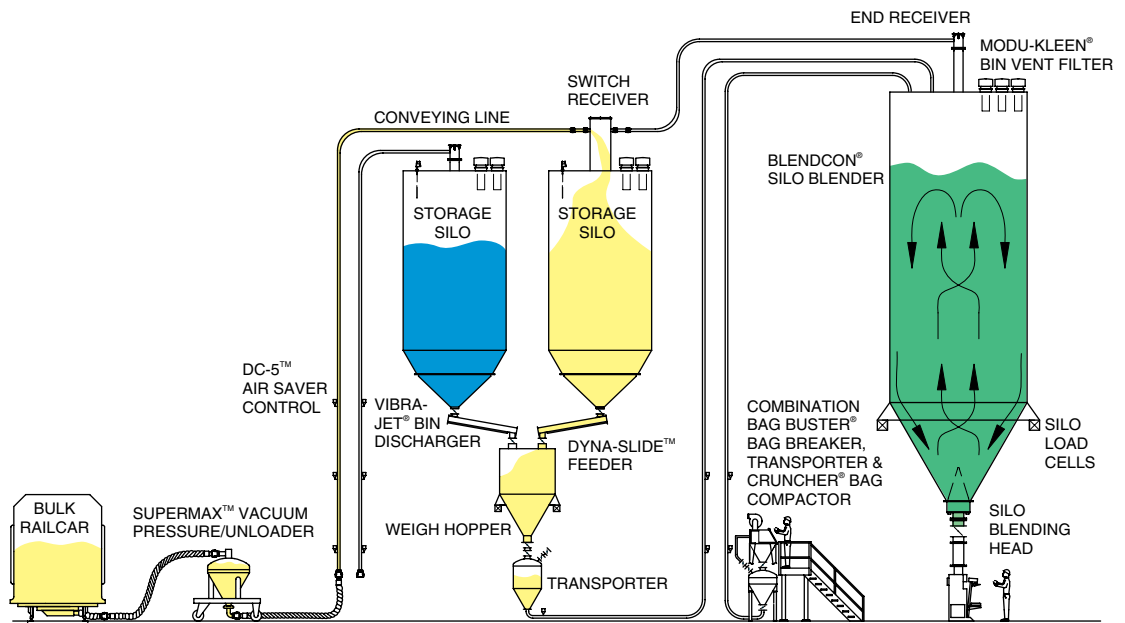 END RECEIVER
MODU-KLEEN®
BIN VENT FILTER
SWITCH
RECEIVER
CONVEYING LINE
BLENDCON®
SILO BLENDER
STORAGE
SILO
STORAGE
SILO
DC-5™
AIR SAVER
CONTROL
VIBRA-
JET® BIN
DISCHARGER
DYNA-SLIDE™
FEEDER
COMBINATION
BAG BUSTER®
BAG BREAKER,
TRANSPORTER &
CRUNCHER® BAG
COMPACTOR
SILO
LOAD
CELLS
BULK
RAILCAR
SUPERMAX™ VACUUM
PRESSURE/UNLOADER
WEIGH HOPPER
SILO
BLENDING
HEAD
TRANSPORTER